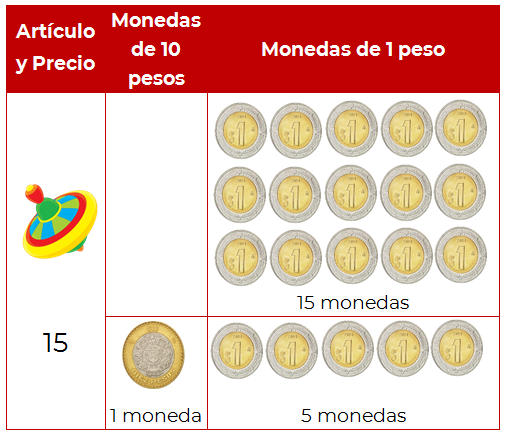 Artículo
y Precio
Monedas
de 10
pesos
Monedas de 1 peso
15 monedas
15
1 moneda
5 monedas